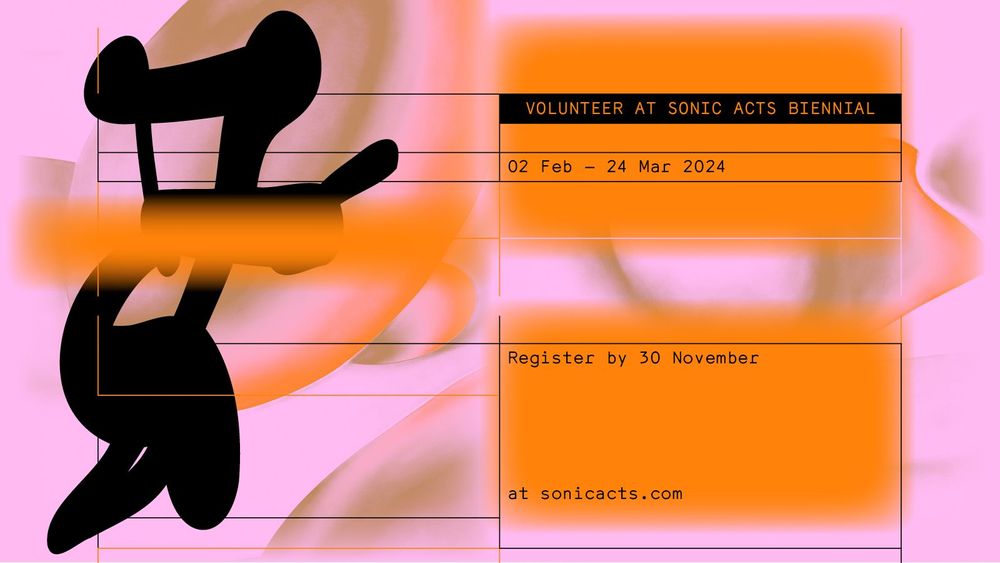 VOLUNTEER AT SONIC ACTS BIENNIAL
02 Feb – 24 Mar 2024
Register by 30 November
at sonicacts.com